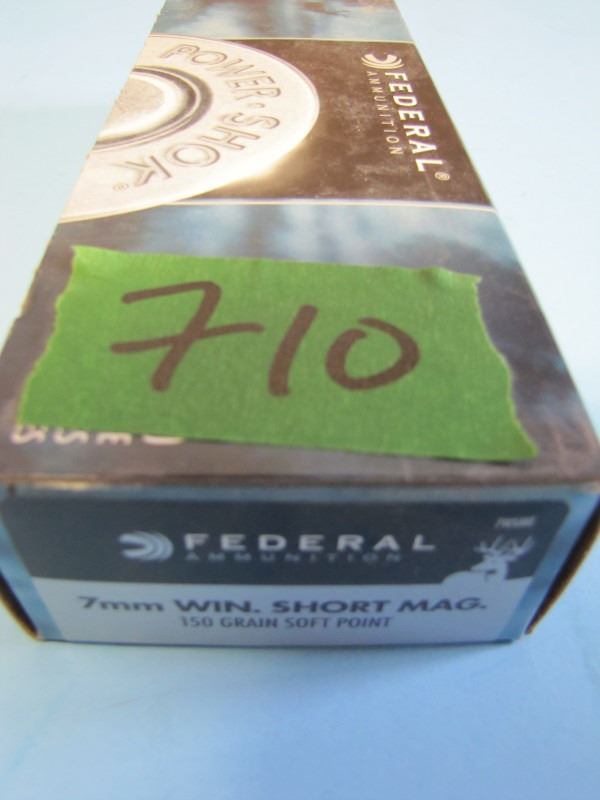 POWER·SHOK®
FEDERAL®
AMMUNITION
710
FEDERAL
AMMUNITION
7mm WIN. SHORT MAG.
150 GRAIN SOFT POINT